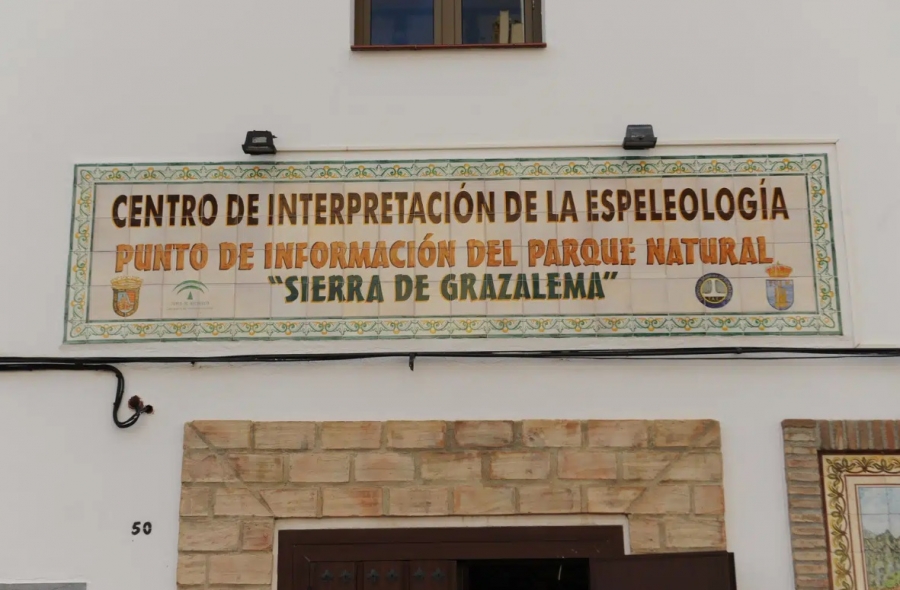 CENTRO DE INTERPRETACIÓN DE LA ESPELEOLOGÍA
PUNTO DE INFORMACIÓN DEL PARQUE NATURAL
"SIERRA DE GRAZALEMA"
50